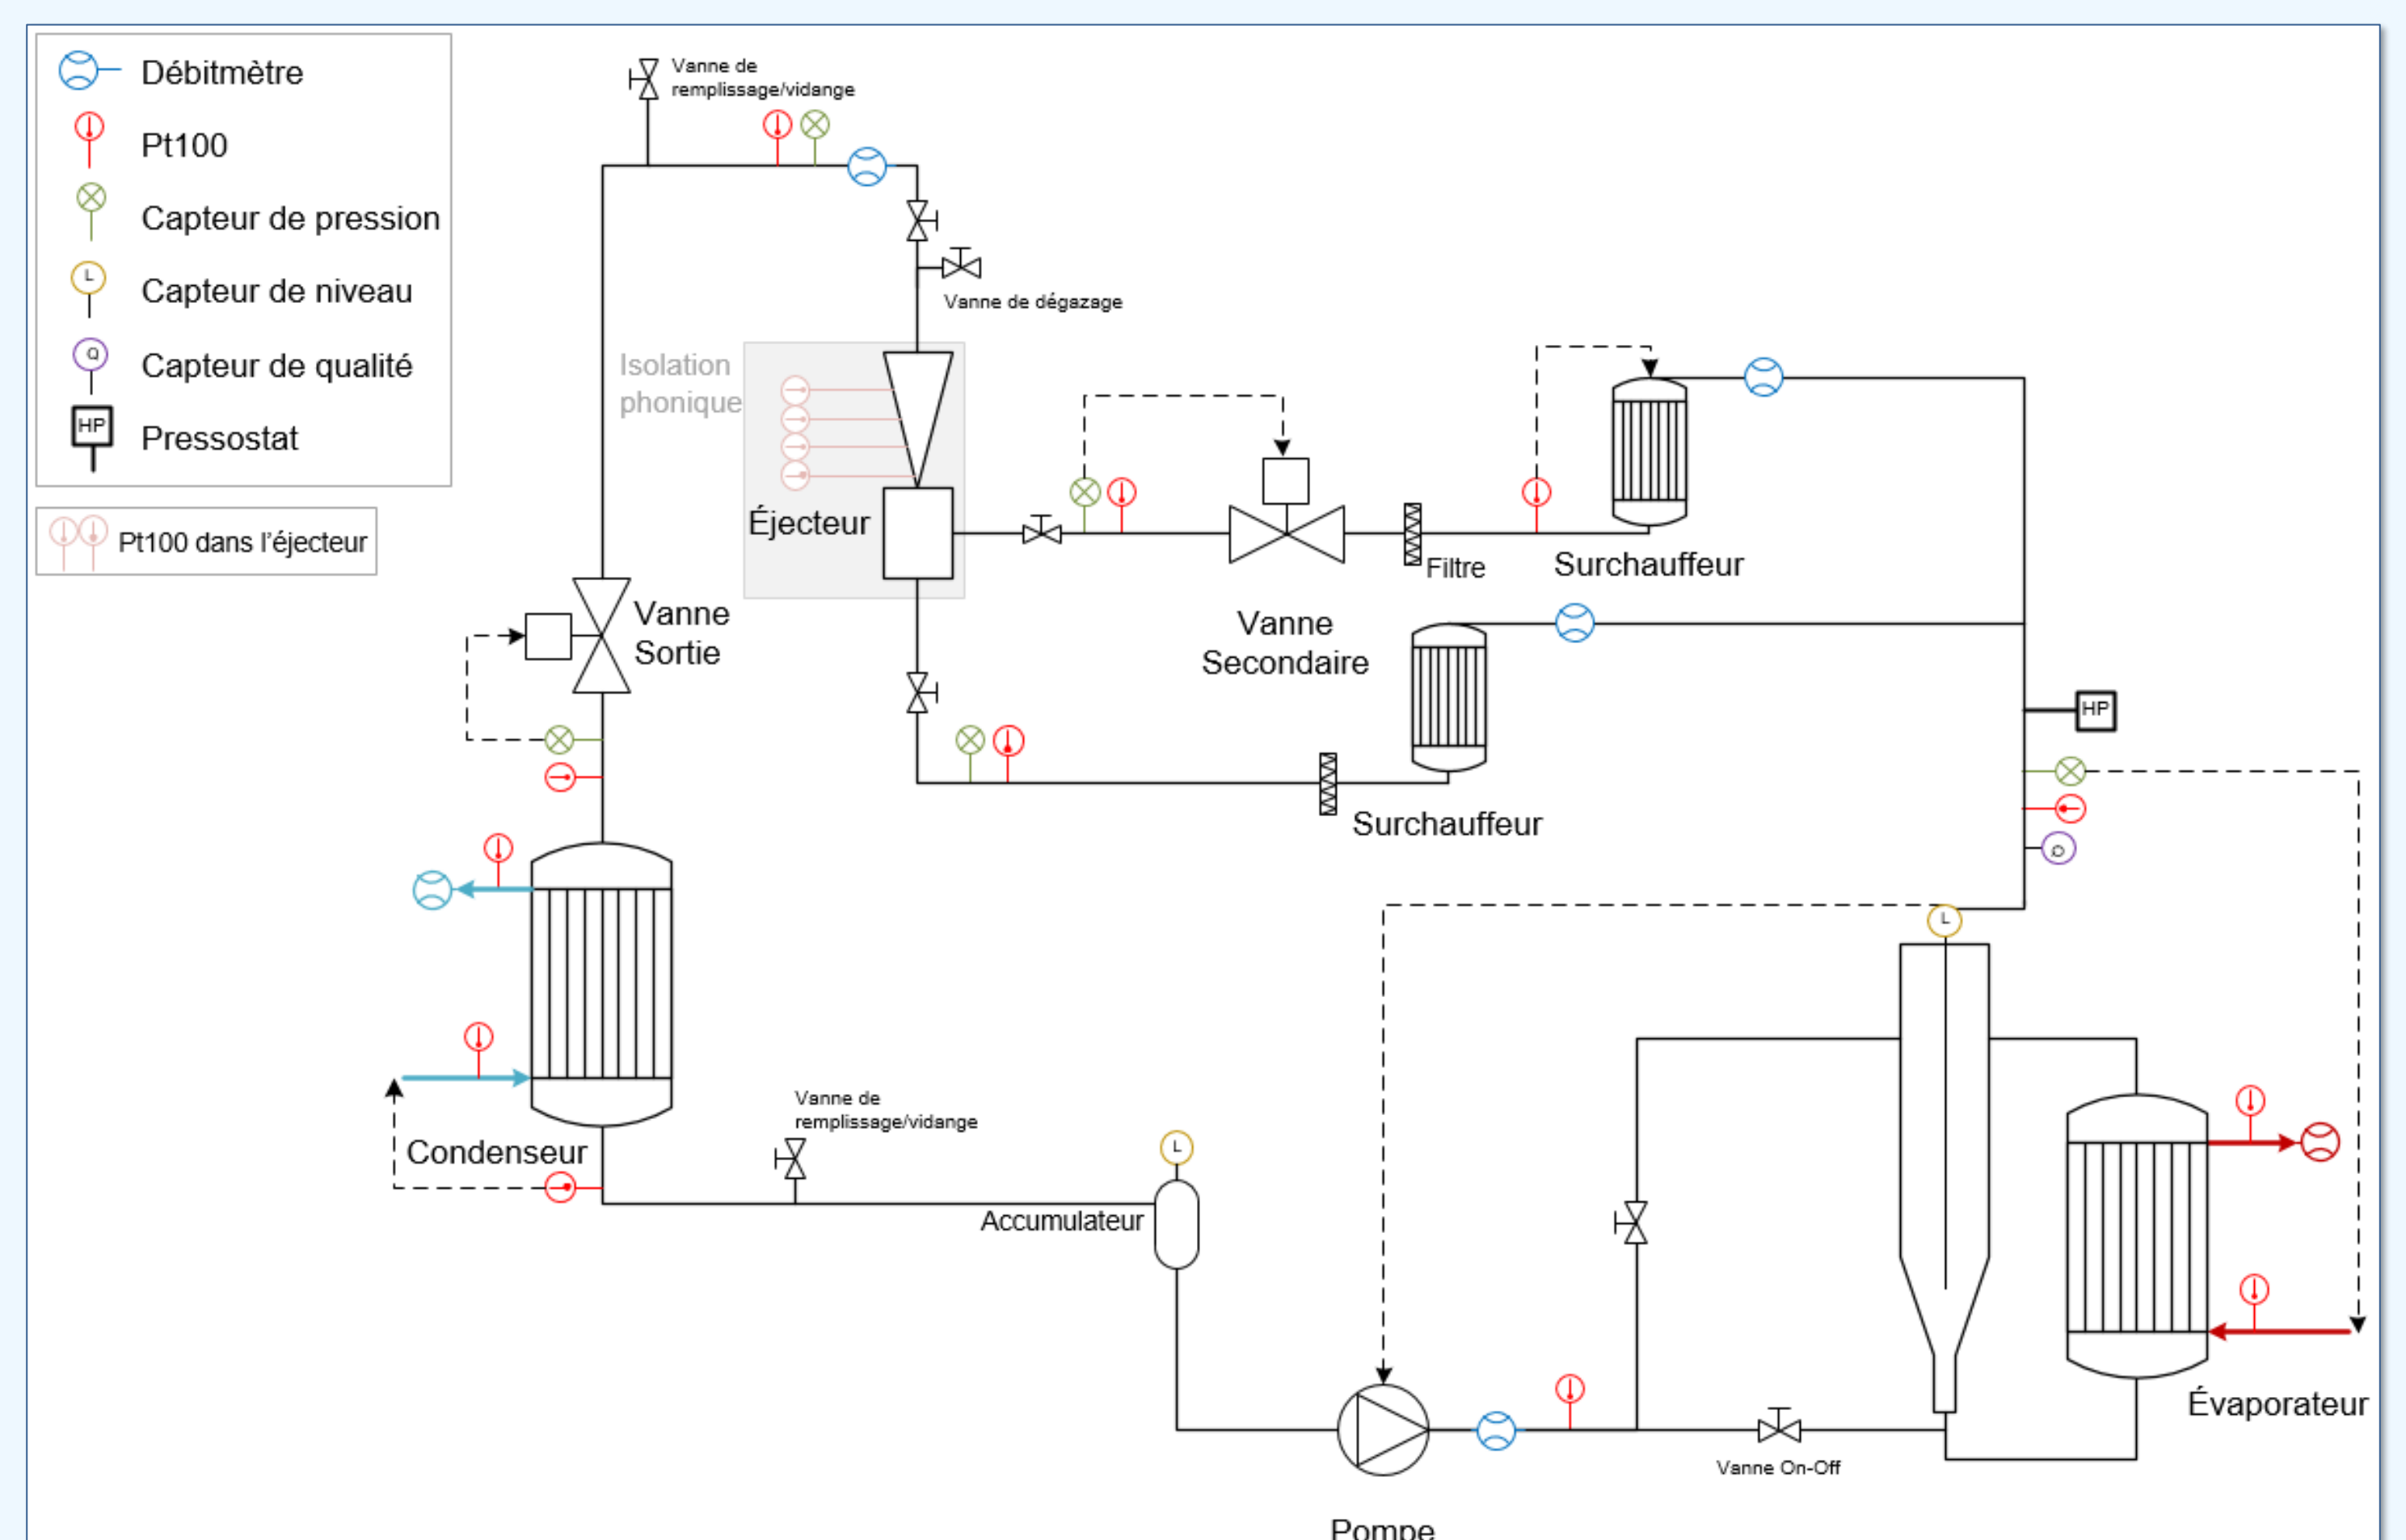 Débitmètre
Pt100
Capteur de pression
L
Capteur de niveau
Q
Capteur de qualité
HP
Pressostat
Pt100 dans l'éjecteur
Vanne de
remplissage/vidange
Vanne de dégazage
Isolation
phonique
Éjecteur
Filtre
Surchauffeur
Vanne
Sortie
Vanne
Secondaire
HP
Surchauffeur
Q
L
Vanne de
remplissage/vidange
Condenseur
L
Accumulateur
Évaporateur
Vanne On-Off
Pompe